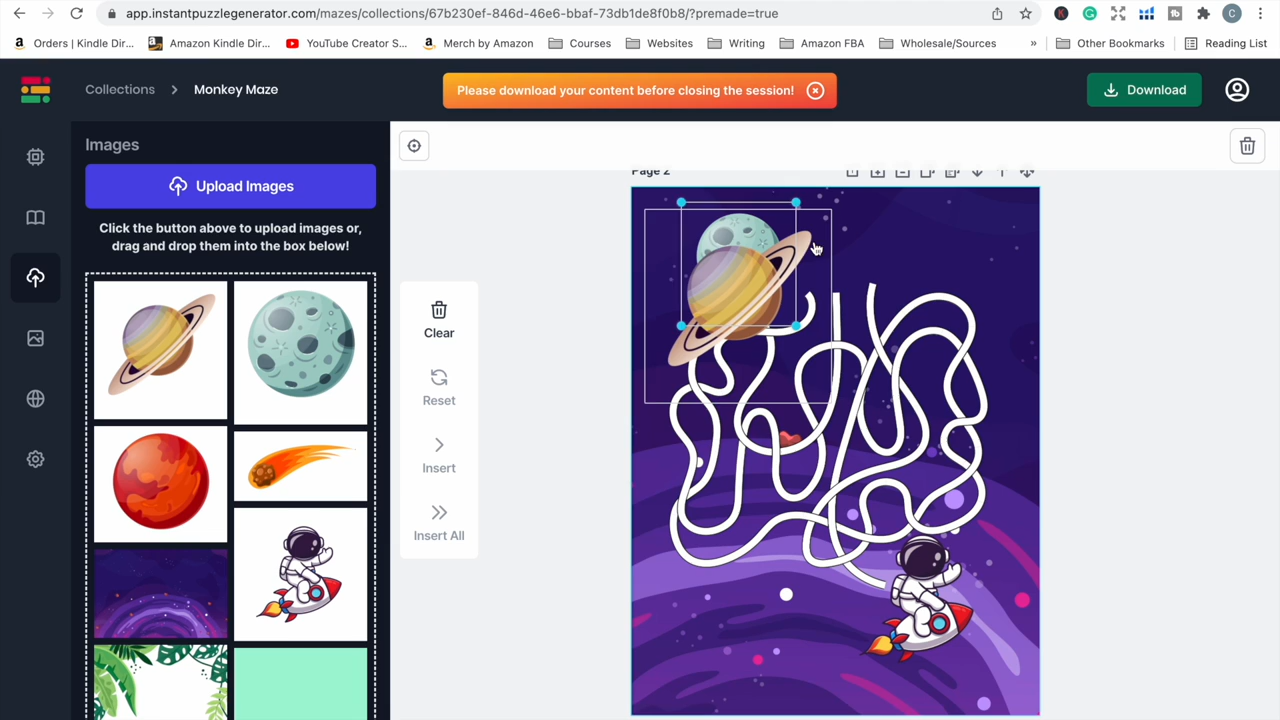 app.instantpuzzlegenerator.com/mazes/collections/67b230ef-846d-46e6-bbaf-73db1de8f0b8/?premade=true
C
Orders | Kindle Dir... Amazon Kindle Dir... YouTube Creator S... Merch by Amazon Courses Websites Writing Amazon FBA Wholesale/Sources » Other Bookmarks Reading List
Collections > Monkey Maze
Please download your content before closing the session!
Download
Images
Upload Images
Click the button above to upload images or,
drag and drop them into the box below!
Page 2
Clear
Reset
Insert
Insert All